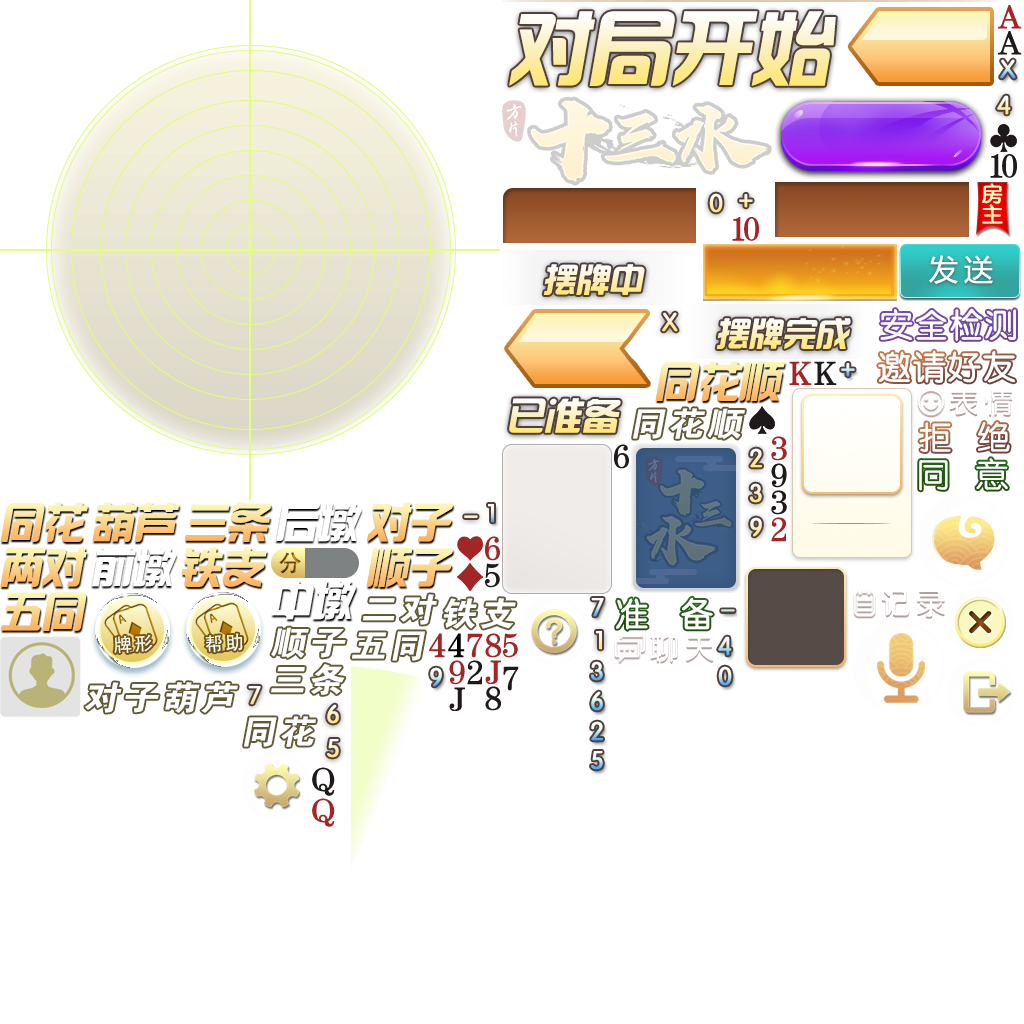 对局开始
A
A
X
4
10
方片
十三水
0 +
10
房主
摆牌中
发送
X
摆牌完成
安全检测
邀请好友
同花顺
K K +
已准备
同花顺
表情
拒 绝
同 意
6
方片
十三水
2
3
9
3
9
3
2
同花
葫芦
三条
后墩
对子
- 1
两对
前墩
铁支
分
顺子
6
5
五同
牌形
帮助
中墩
二对
铁支
顺子
五同
44785
三条
9
92J7
J 8
对子
葫芦
7
同花
6
5
Q
Q
?
7
1
3
6
2
5
准 备
聊天
-
4
0
记录